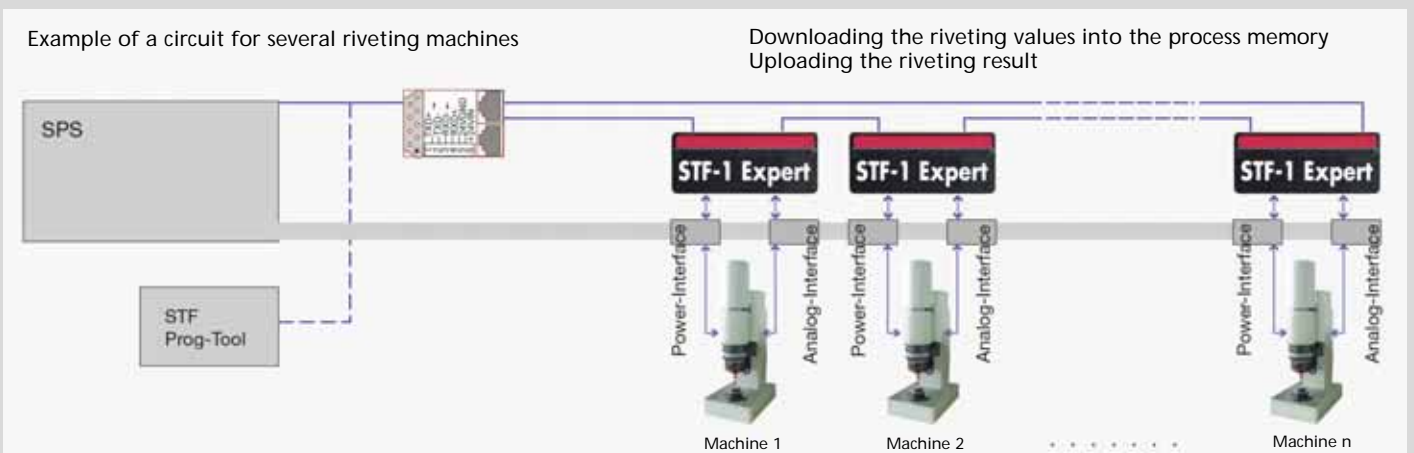 Example of a circuit for several riveting machines
Downloading the riveting values into the process memory
Uploading the riveting result
SPS
STF-1 Expert
STF-1 Expert
STF-1 Expert
Power-Interface
Analog-Interface
Power-Interface
Analog-Interface
Power-Interface
Analog-Interface
STF
Prog-Tool
Machine 1
Machine 2
Machine n